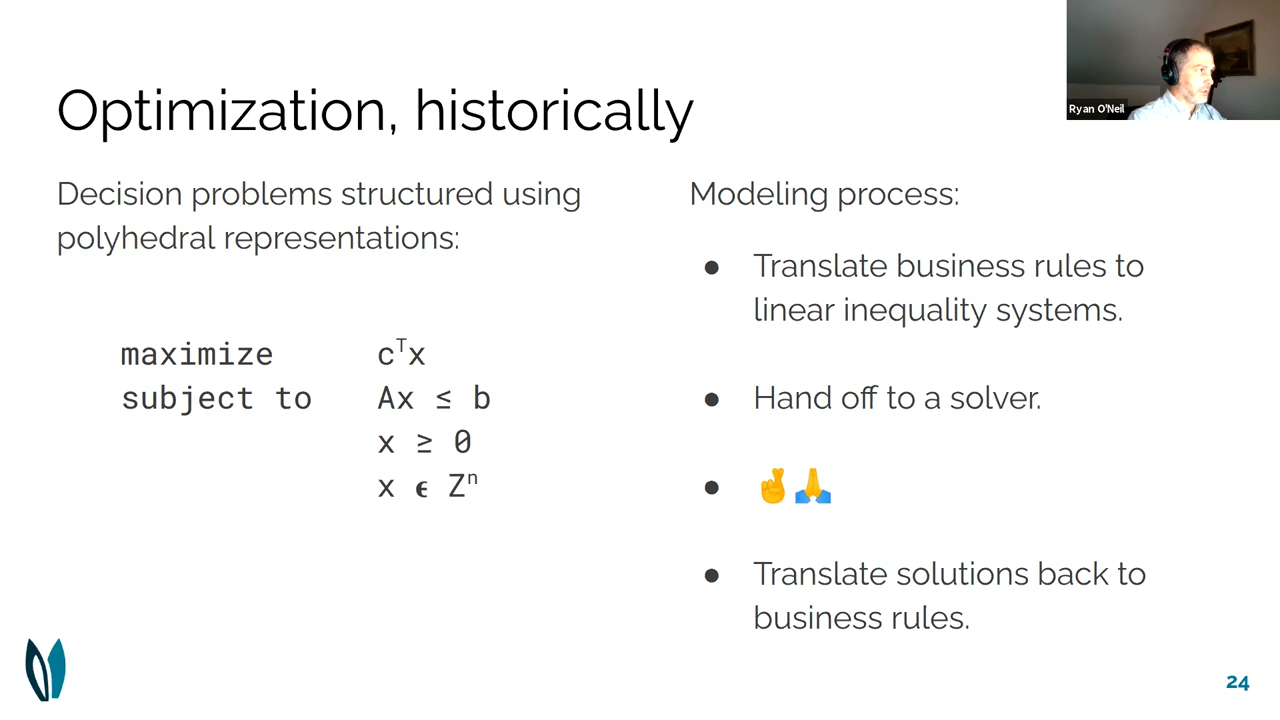 Ryan O'Neil
Optimization, historically
Decision problems structured using
polyhedral representations:
maximize cᵀx
subject to Ax ≤ b
x ≥ 0
x ϵ Zⁿ
Modeling process:
● Translate business rules to
linear inequality systems.
● Hand off to a solver.
● 🤞🙏
● Translate solutions back to
business rules.
24